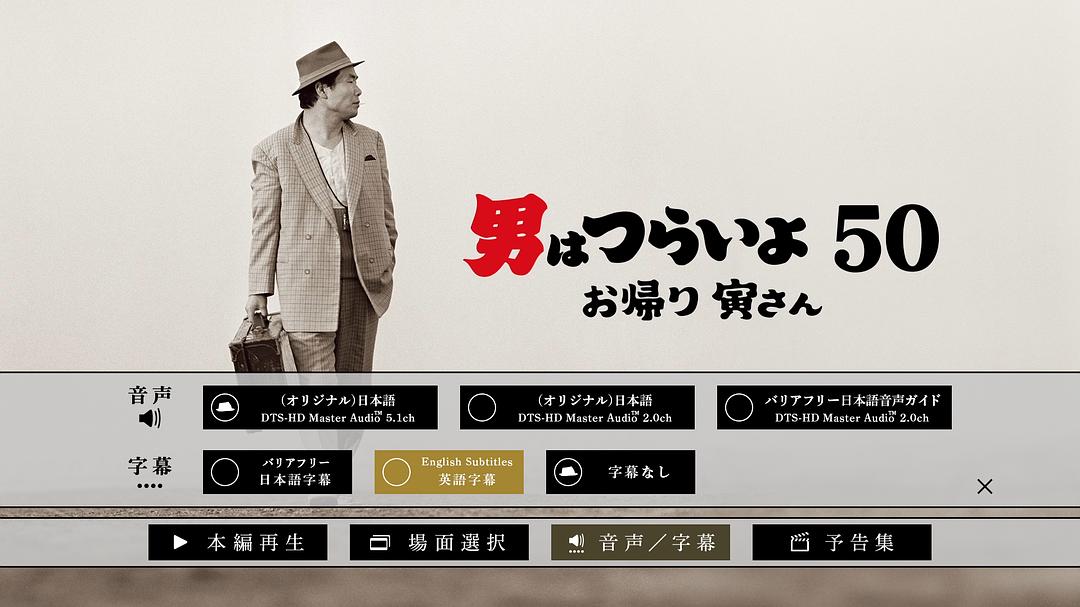 男はつらいよ 50
お帰り 寅さん
音声
(オリジナル)日本語
DTS-HD Master Audio™ 5.1ch
(オリジナル)日本語
DTS-HD Master Audio™ 2.0ch
バリアフリー日本語音声ガイド
DTS-HD Master Audio™ 2.0ch
字幕
バリアフリー
日本語字幕
English Subtitles
英語字幕
字幕なし
本編再生
場面選択
音声／字幕
予告集